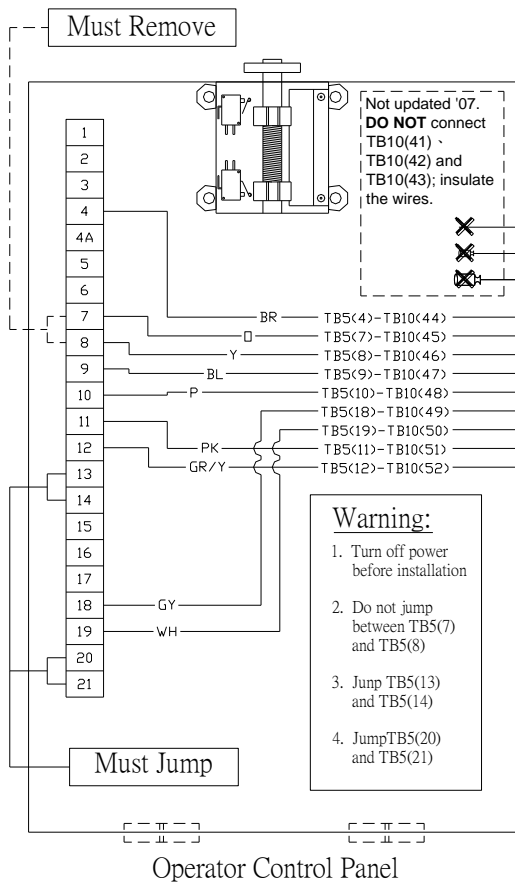 Must Remove
Not updated '07.
DO NOT connect
TB10(41)、
TB10(42) and
TB10(43); insulate
the wires.
1
2
3
4
4A
5
6
7
8
9
10
11
12
13
14
15
16
17
18
19
20
21
BR TB5(4)-TB10(44)
O TB5(7)-TB10(45)
Y TB5(8)-TB10(46)
BL TB5(9)-TB10(47)
P TB5(10)-TB10(48)
TB5(18)-TB10(49)
TB5(19)-TB10(50)
PK TB5(11)-TB10(51)
GR/Y TB5(12)-TB10(52)
GY
WH
Warning:
1. Turn off power
before installation
2. Do not jump
between TB5(7)
and TB5(8)
3. Junp TB5(13)
and TB5(14)
4. JumpTB5(20)
and TB5(21)
Must Jump
Operator Control Panel